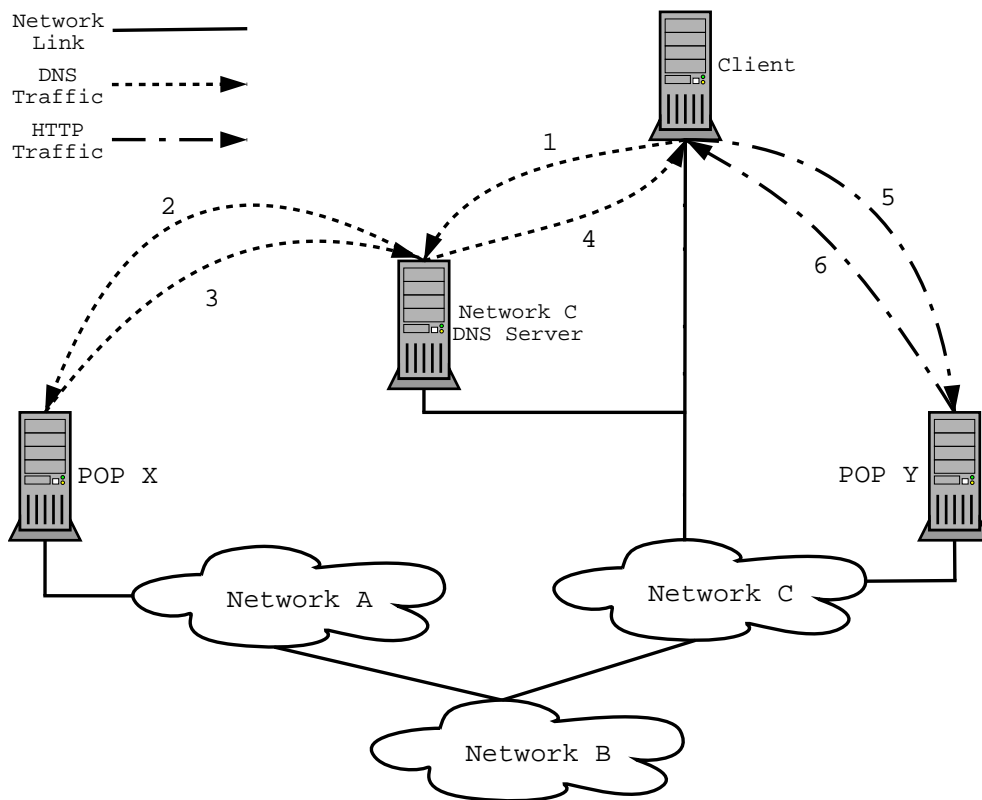 Network
Link
DNS
Traffic
HTTP
Traffic
Client
1
2
3
4
5
6
Network C
DNS Server
POP X
POP Y
Network A
Network C
Network B